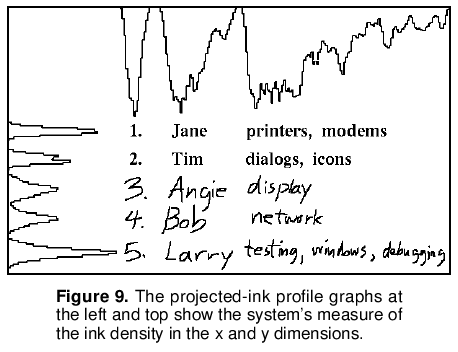 1. Jane printers, modems
2. Tim dialogs, icons
3. Angie display
4. Bob network
5. Larry testing, windows, debugging
Figure 9. The projected-ink profile graphs at
the left and top show the system's measure of
the ink density in the x and y dimensions.